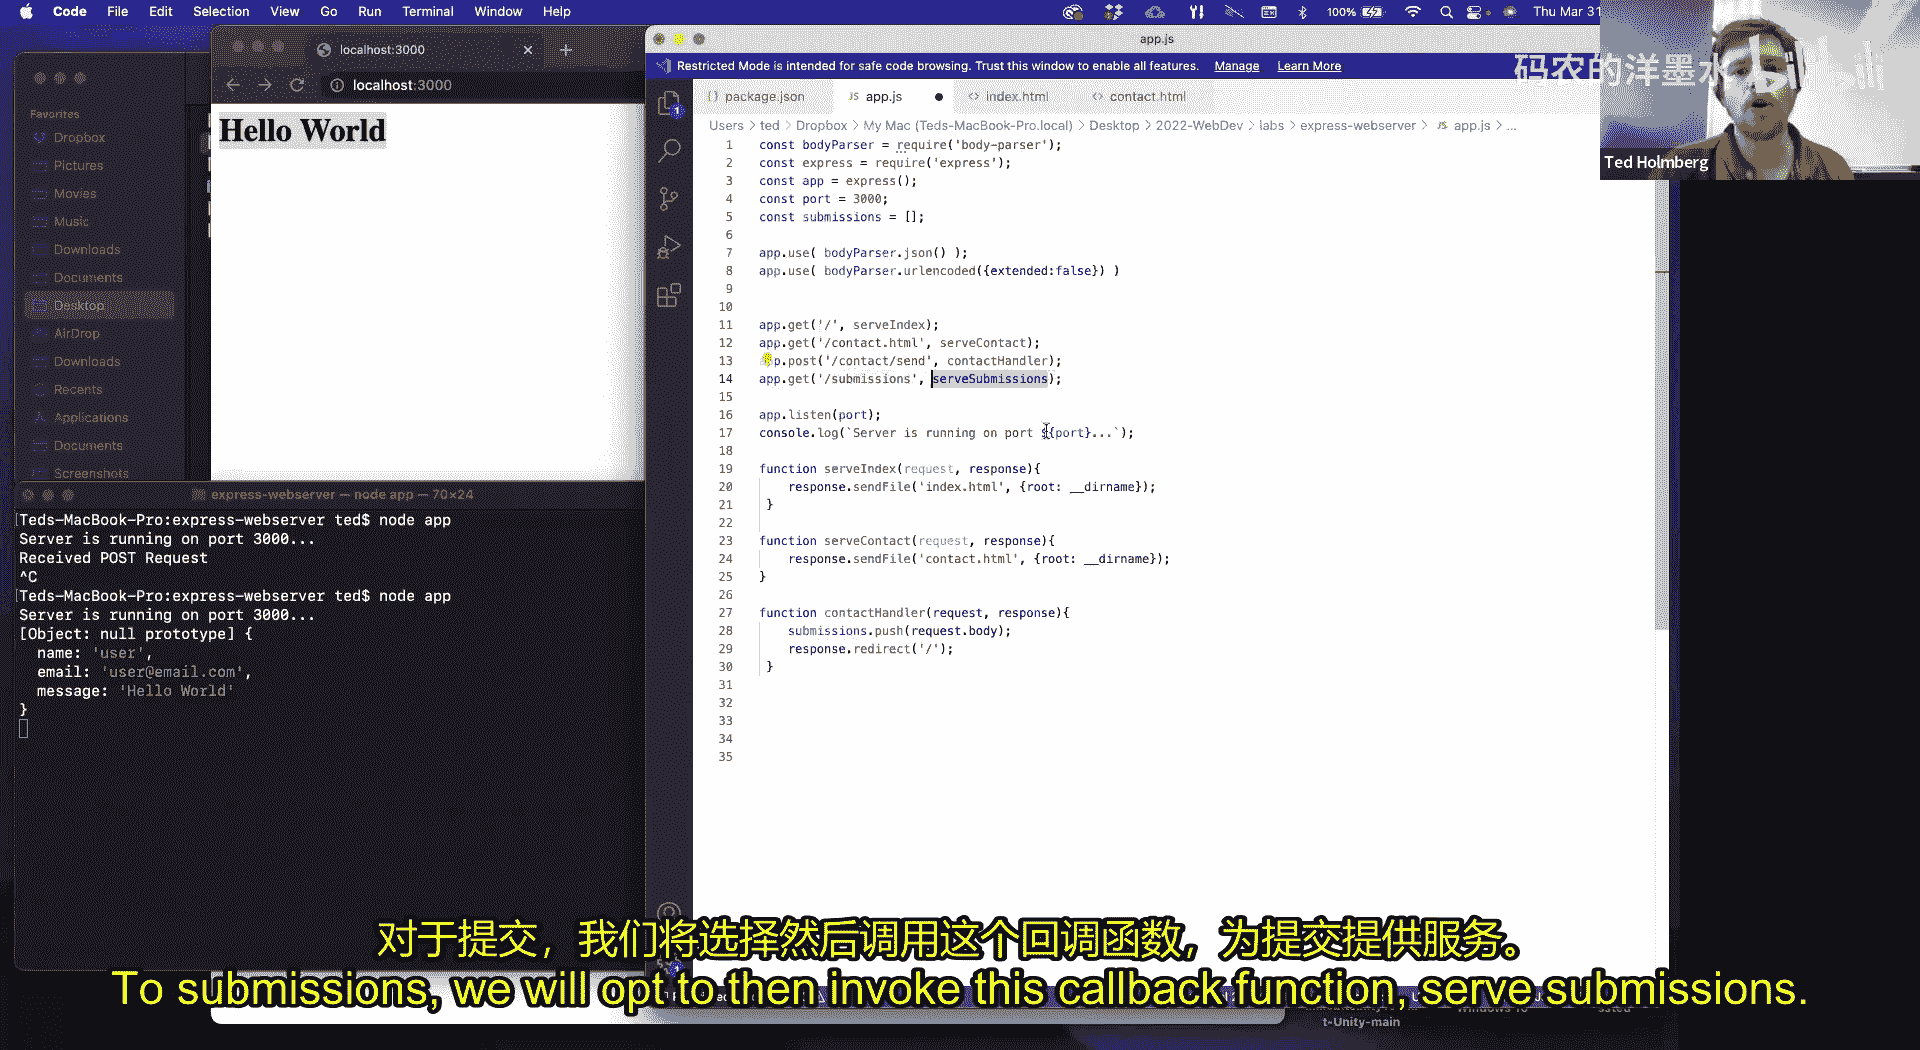 Code File Edit Selection View Go Run Terminal Window Help 100% Thu Mar 31
localhost:3000
localhost:3000
Hello World
Favorites
Dropbox
Pictures
Movies
Music
Downloads
Documents
Desktop
AirDrop
Downloads
Recents
Applications
Documents
Screenshots
express-webserver — node app — 70×24
Teds-MacBook-Pro:express-webserver ted$ node app
Server is running on port 3000...
Received POST Request
^C
Teds-MacBook-Pro:express-webserver ted$ node app
Server is running on port 3000...
[Object: null prototype] {
name: 'user',
email: 'user@email.com',
message: 'Hello World'
}
app.js
Restricted Mode is intended for safe code browsing. Trust this window to enable all features. Manage Learn More
package.json JS app.js index.html contact.html
Users > ted > Dropbox > My Mac (Teds-MacBook-Pro.local) > Desktop > 2022-WebDev > labs > express-webserver > JS app.js > ...
1 const bodyParser = require('body-parser');
2 const express = require('express');
3 const app = express();
4 const port = 3000;
5 const submissions = [];
6
7 app.use( bodyParser.json() );
8 app.use( bodyParser.urlencoded({extended:false}) )
9
10
11 app.get('/', serveIndex);
12 app.get('/contact.html', serveContact);
13 app.post('/contact/send', contactHandler);
14 app.get('/submissions', serveSubmissions);
15
16 app.listen(port);
17 console.log(`Server is running on port ${port}...`);
18
19 function serveIndex(request, response){
20 response.sendFile('index.html', {root: __dirname});
21 }
22
23 function serveContact(request, response){
24 response.sendFile('contact.html', {root: __dirname});
25 }
26
27 function contactHandler(request, response){
28 submissions.push(request.body);
29 response.redirect('/');
30 }
31
32
33
34
35
码农的洋墨水
Ted Holmberg
对于提交，我们将选择然后调用这个回调函数，为提交提供服务。
To submissions, we will opt to then invoke this callback function, serve submissions.
t-Unity-main